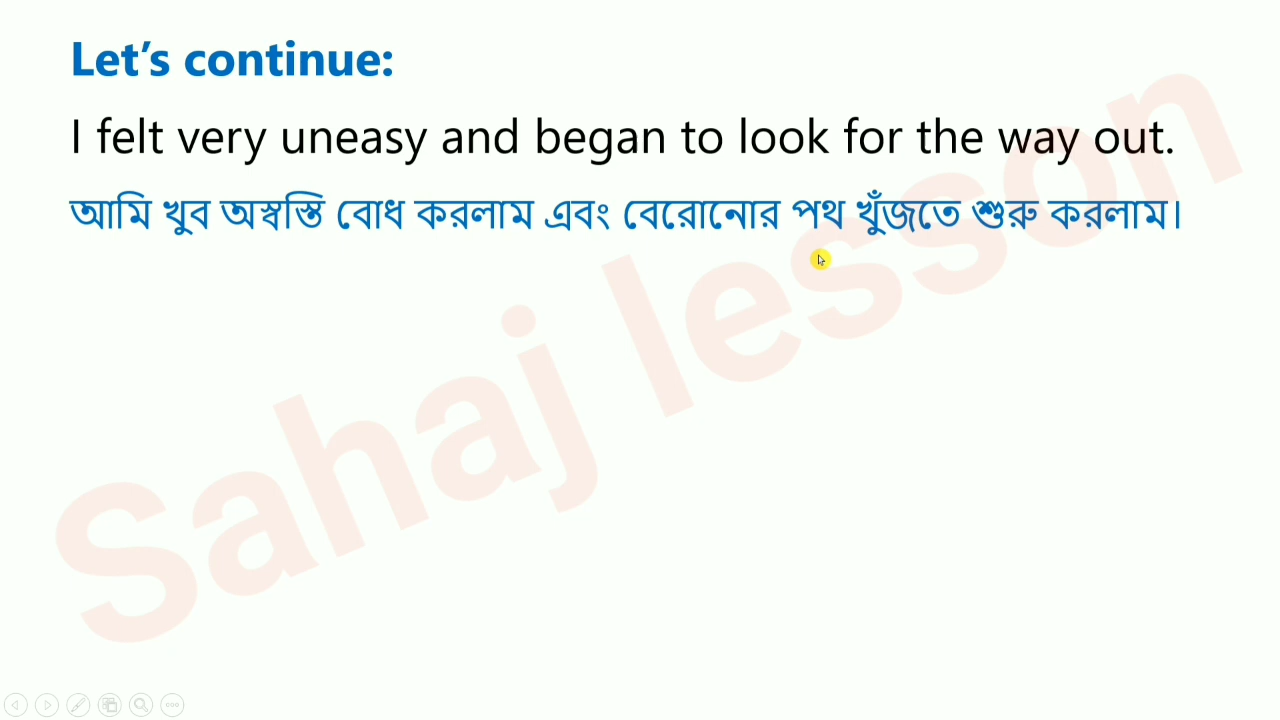 Let’s continue:
I felt very uneasy and began to look for the way out.
আমি খুব অস্বস্তি বোধ করলাম এবং বেরোনোর পথ খুঁজতে শুরু করলাম।
Sahaj lesson